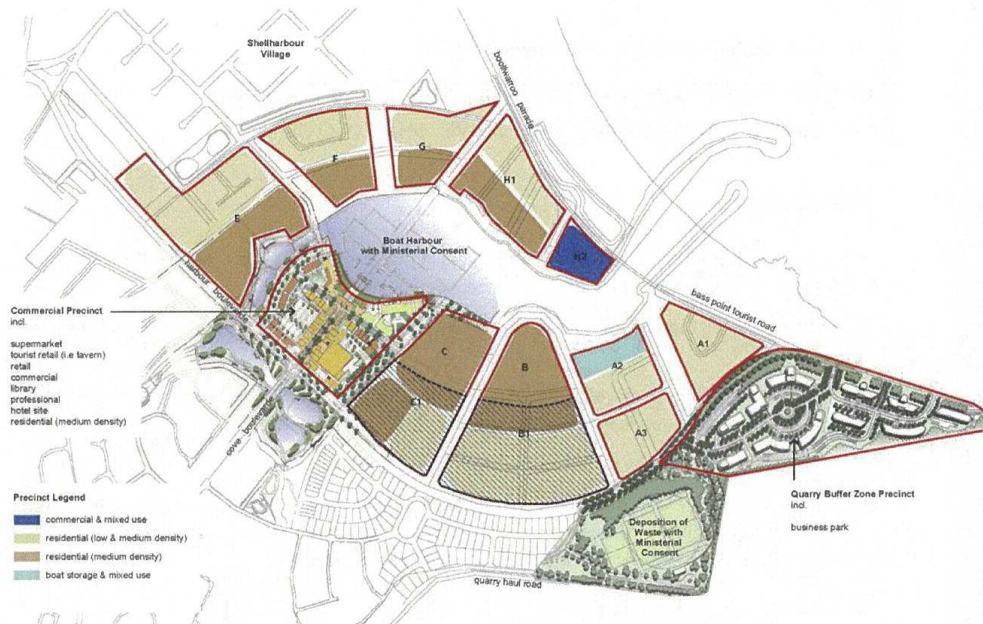 Shellharbour
Village
boollwarroo parade
F
G
H1
E
Boat Harbour
with Ministerial Consent
H2
harbour boulevarde
bass point tourist road
Commercial Precinct
incl.
supermarket
tourist retail (i.e tavern)
retail
commercial
library
professional
hotel site
residential (medium density)
A1
C
B
A2
C1
B1
A3
cowe
Quarry Buffer Zone Precinct
incl.
business park
Precinct Legend
commercial & mixed use
residential (low & medium density)
residential (medium density)
boat storage & mixed use
Deposition of
Waste with
Ministerial
Consent
quarry haul road